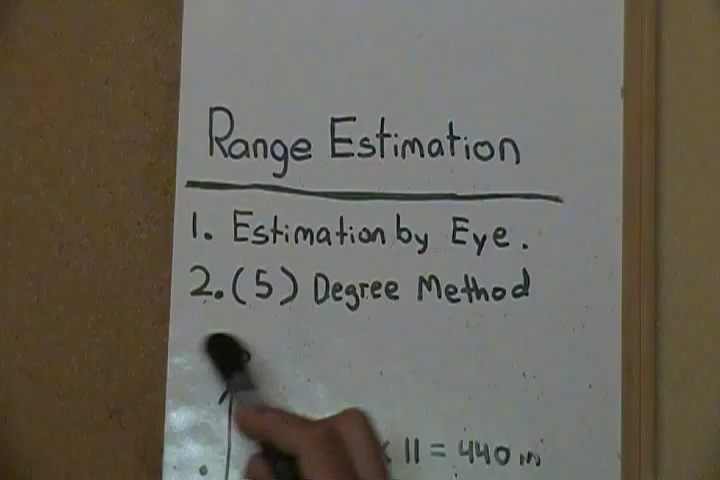 Range Estimation
1. Estimation by Eye.
2. (5) Degree Method
x 11 = 440 m